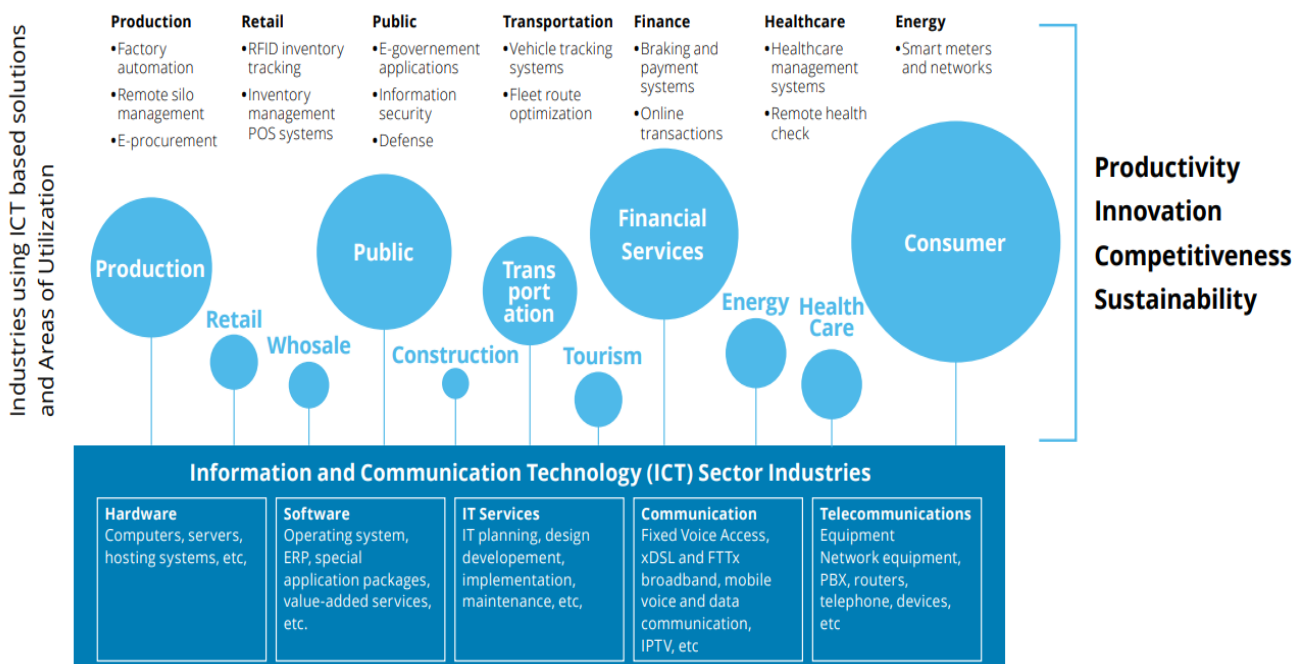 Industries using ICT based solutions
and Areas of Utilization
Production
•Factory
automation
•Remote silo
management
•E-procurement
Retail
•RFID inventory
tracking
•Inventory
management
POS systems
Public
•E-governement
applications
•Information
security
•Defense
Transportation
•Vehicle tracking
systems
•Fleet route
optimization
Finance
•Braking and
payment
systems
•Online
transactions
Healthcare
•Healthcare
management
systems
•Remote health
check
Energy
•Smart meters
and networks
Production
Retail
Whosale
Public
Construction
Trans
port
ation
Tourism
Financial
Services
Energy
Health
Care
Consumer
Productivity
Innovation
Competitiveness
Sustainability
Information and Communication Technology (ICT) Sector Industries
Hardware
Computers, servers,
hosting systems, etc,
Software
Operating system,
ERP, special
application packages,
value-added services,
etc.
IT Services
IT planning, design
developement,
implementation,
maintenance, etc,
Communication
Fixed Voice Access,
xDSL and FTTx
broadband, mobile
voice and data
communication,
IPTV, etc
Telecommunications
Equipment
Network equipment,
PBX, routers,
telephone, devices,
etc